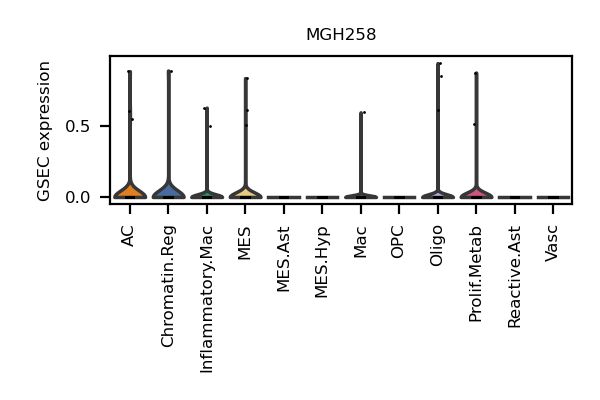 MGH258
GSEC expression
0.5
0.0
AC
Chromatin.Reg
Inflammatory.Mac
MES
MES.Ast
MES.Hyp
Mac
OPC
Oligo
Prolif.Metab
Reactive.Ast
Vasc